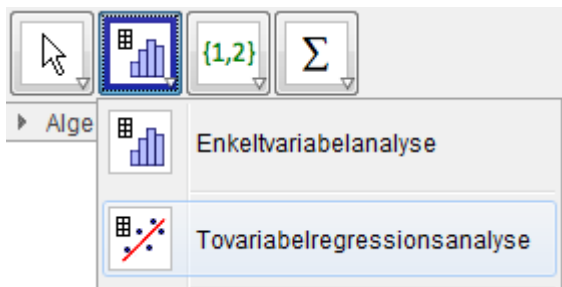 {1,2} Σ
Alge
Enkeltvariabelanalyse
Tovariabelregressionsanalyse